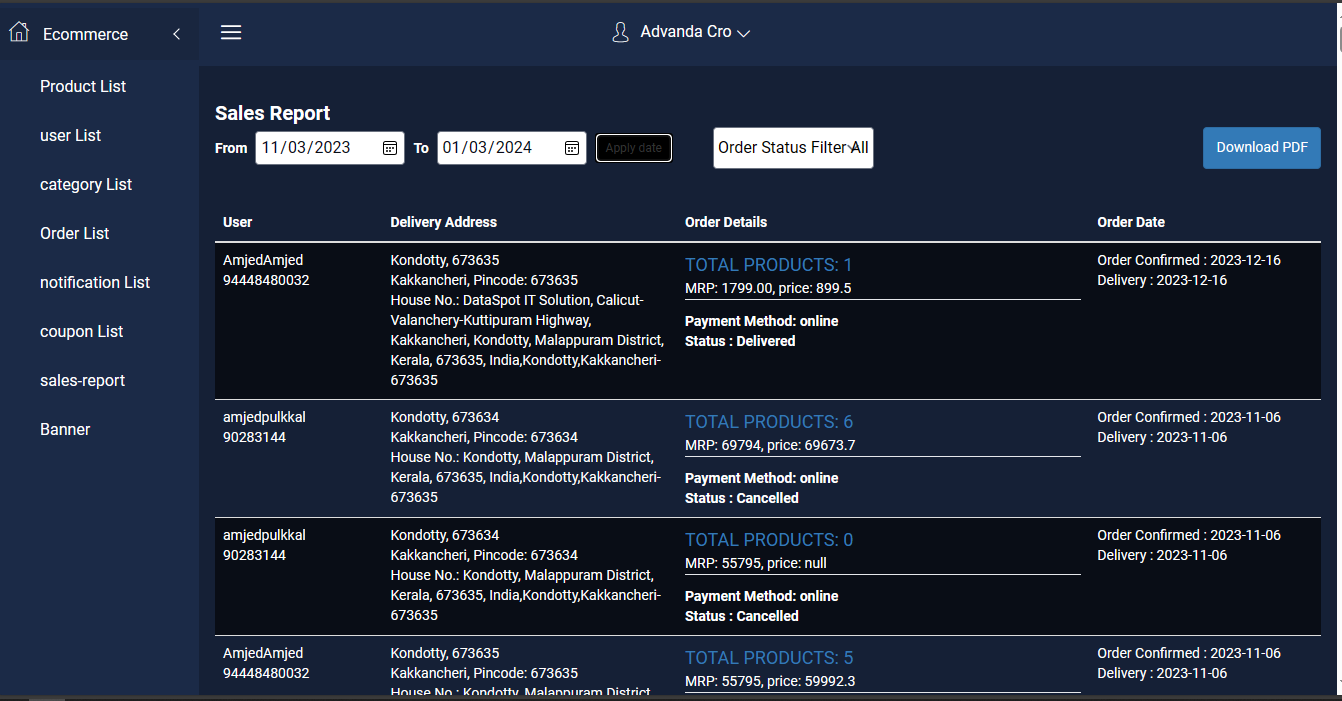 Ecommerce
Advanda Cro
Product List
user List
category List
Order List
notification List
coupon List
sales-report
Banner
Sales Report
From 11/03/2023 To 01/03/2024 Apply date Order Status Filter All Download PDF
User Delivery Address Order Details Order Date
AmjedAmjed
94448480032
Kondotty, 673635
Kakkancheri, Pincode: 673635
House No.: DataSpot IT Solution, Calicut-
Valanchery-Kuttipuram Highway,
Kakkancheri, Kondotty, Malappuram District,
Kerala, 673635, India,Kondotty,Kakkancheri-
673635
TOTAL PRODUCTS: 1
MRP: 1799.00, price: 899.5
Payment Method: online
Status : Delivered
Order Confirmed : 2023-12-16
Delivery : 2023-12-16
amjedpulkkal
90283144
Kondotty, 673634
Kakkancheri, Pincode: 673634
House No.: Kondotty, Malappuram District,
Kerala, 673635, India,Kondotty,Kakkancheri-
673635
TOTAL PRODUCTS: 6
MRP: 69794, price: 69673.7
Payment Method: online
Status : Cancelled
Order Confirmed : 2023-11-06
Delivery : 2023-11-06
amjedpulkkal
90283144
Kondotty, 673634
Kakkancheri, Pincode: 673634
House No.: Kondotty, Malappuram District,
Kerala, 673635, India,Kondotty,Kakkancheri-
673635
TOTAL PRODUCTS: 0
MRP: 55795, price: null
Payment Method: online
Status : Cancelled
Order Confirmed : 2023-11-06
Delivery : 2023-11-06
AmjedAmjed
94448480032
Kondotty, 673635
Kakkancheri, Pincode: 673635
House No.: Kondotty, Malappuram District,
TOTAL PRODUCTS: 5
MRP: 55795, price: 59992.3
Order Confirmed : 2023-11-06
Delivery : 2023-11-06